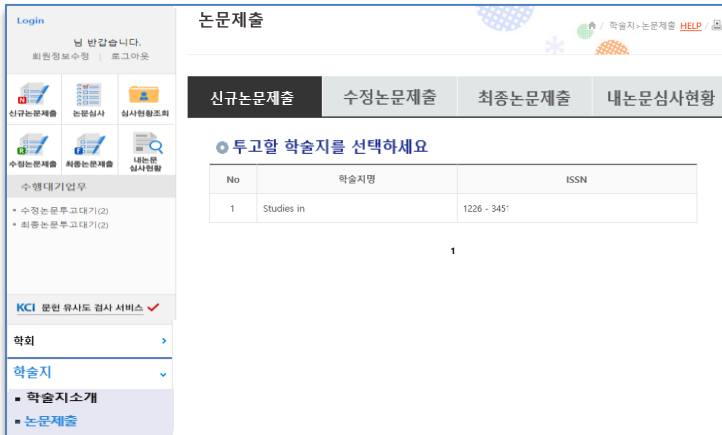 Login
님 반갑습니다.
회원정보수정 | 로그아웃
신규논문제출 논문심사 심사현황조회
수정논문제출 최종논문제출 내논문
심사현황
수행대기업무
수정논문투고대기(2)
최종논문투고대기(2)
KCI 문헌 유사도 검사 서비스
학회
학술지
학술지소개
논문제출
논문제출
/ 학술지>논문제출 HELP /
신규논문제출 수정논문제출 최종논문제출 내논문심사현황
투고할 학술지를 선택하세요
No 학술지명 ISSN
1 Studies in 1226 - 3451
1